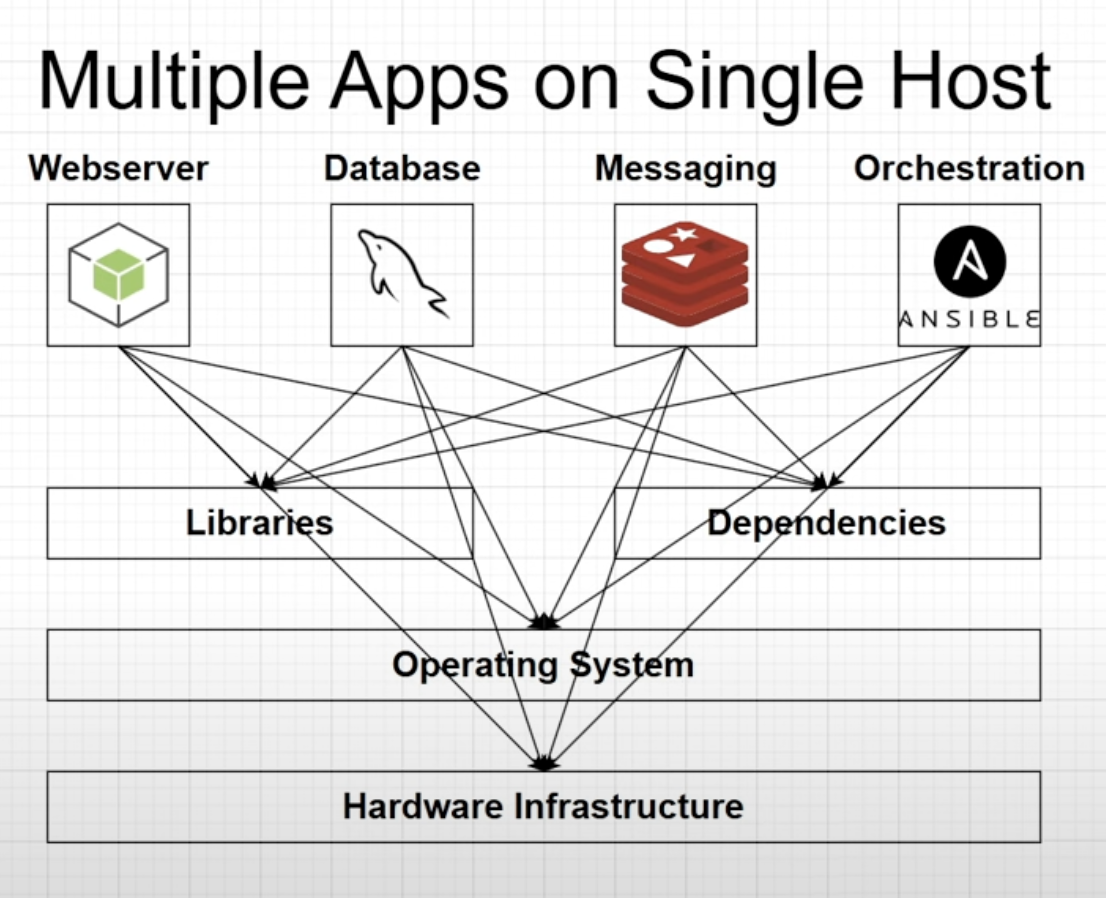 Multiple Apps on Single Host
Webserver Database Messaging Orchestration
ANSIBLE
Libraries Dependencies
Operating System
Hardware Infrastructure